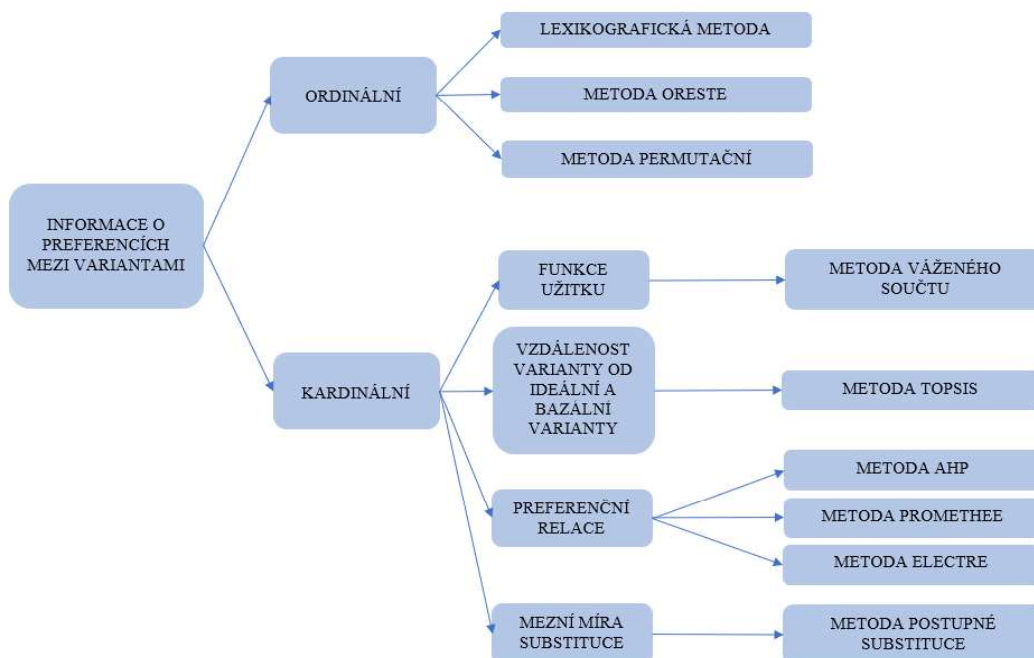 INFORMACE O
PREFERENCÍCH
MEZI VARIANTAMI
ORDINÁLNÍ
LEXIKOGRAFICKÁ METODA
METODA ORESTE
METODA PERMUTAČNÍ
KARDINÁLNÍ
FUNKCE
UŽITKU
METODA VÁŽENÉHO
SOUČTU
VZDÁLENOST
VARIANTY OD
IDEÁLNÍ A
BAZÁLNÍ
VARIANTY
METODA TOPSIS
PREFERENČNÍ
RELACE
METODA AHP
METODA PROMETHEE
METODA ELECTRE
MEZNÍ MÍRA
SUBSTITUCE
METODA POSTUPNÉ
SUBSTITUCE